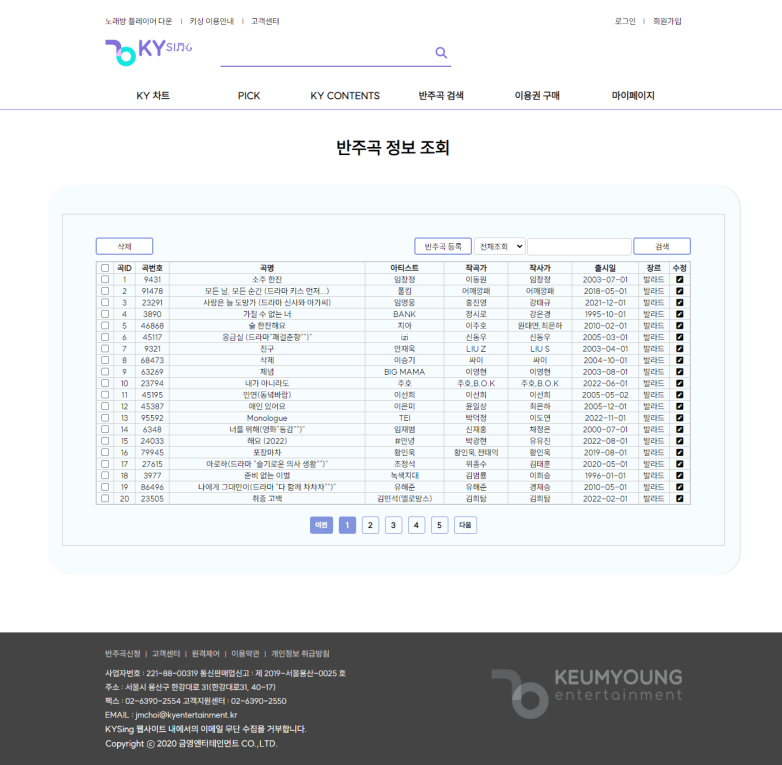 노래방 플레이어 다운 | 키싱 이용안내 | 고객센터
로그인 | 회원가입
KYSING
KY 차트 PICK KY CONTENTS 반주곡 검색 이용권 구매 마이페이지
반주곡 정보 조회
삭제 반주곡 등록 전체조회 검색
곡ID 곡번호 곡명 아티스트 작곡가 작사가 출시일 장르 수정
1 9431 소주 한잔 임창정 이동원 임창정 2003-07-01 발라드
2 91478 모든 날, 모든 순간 (드라마 키스 먼저...) 폴킴 어깨깡패 어깨깡패 2018-05-01 발라드
3 23291 사랑은 늘 도망가 (드라마 신사와 아가씨) 임영웅 홍진영 강태규 2021-12-01 발라드
4 3890 가질 수 없는 너 BANK 정시로 강은경 1995-10-01 발라드
5 46868 술 한잔해요 지아 이주호 원태연,최은하 2010-02-01 발라드
6 45117 응급실 (드라마"쾌걸춘향"")" izi 신동우 신동우 2005-03-01 발라드
7 9321 친구 안재욱 LIU Z LIU S 2003-04-01 발라드
8 68473 삭제 이승기 싸이 싸이 2004-10-01 발라드
9 63269 체념 BIG MAMA 이영현 이영현 2003-08-01 발라드
10 23794 내가 아니라도 주호 주호,B.O.K 주호,B.O.K 2022-06-01 발라드
11 45195 인연(동녘바람) 이선희 이선희 이선희 2005-05-02 발라드
12 45387 애인 있어요 이은미 윤일상 최은하 2005-12-01 발라드
13 95592 Monologue TEI 박덕정 이도연 2022-11-01 발라드
14 6348 너를 위해(영화"동감"")" 임재범 신재홍 채정은 2000-07-01 발라드
15 24033 해요 (2022) #안녕 박광현 유유진 2022-08-01 발라드
16 79945 포장마차 황인욱 황인욱,전태익 황인욱 2019-08-01 발라드
17 27615 아로하(드라마 "슬기로운 의사 생활"")" 조정석 위종수 김태훈 2020-05-01 발라드
18 3977 준비 없는 이별 녹색지대 김범룡 이희승 1996-01-01 발라드
19 86496 나에게 그대만이(드라마 "다 함께 차차차"")" 유해준 유해준 경재승 2010-05-01 발라드
20 23505 취중 고백 김민석(멜로망스) 김희탐 김희탐 2022-02-01 발라드
이전 1 2 3 4 5 다음
반주곡신청 | 고객센터 | 원격제어 | 이용약관 | 개인정보 취급방침
사업자번호 : 221-88-00319 통신판매업신고 : 제 2019-서울용산-0025 호
주소 : 서울시 용산구 한강대로 31(한강대로31, 40-17)
팩스 : 02-6390-2554 고객지원센터 : 02-6390-2550
EMAIL : jmchoi@kyentertainment.kr
KYSing 웹사이트 내에서의 이메일 무단 수집을 거부합니다.
Copyright ⓒ 2020 금영엔터테인먼트 CO.,LTD.
KEUMYOUNG
entertainment